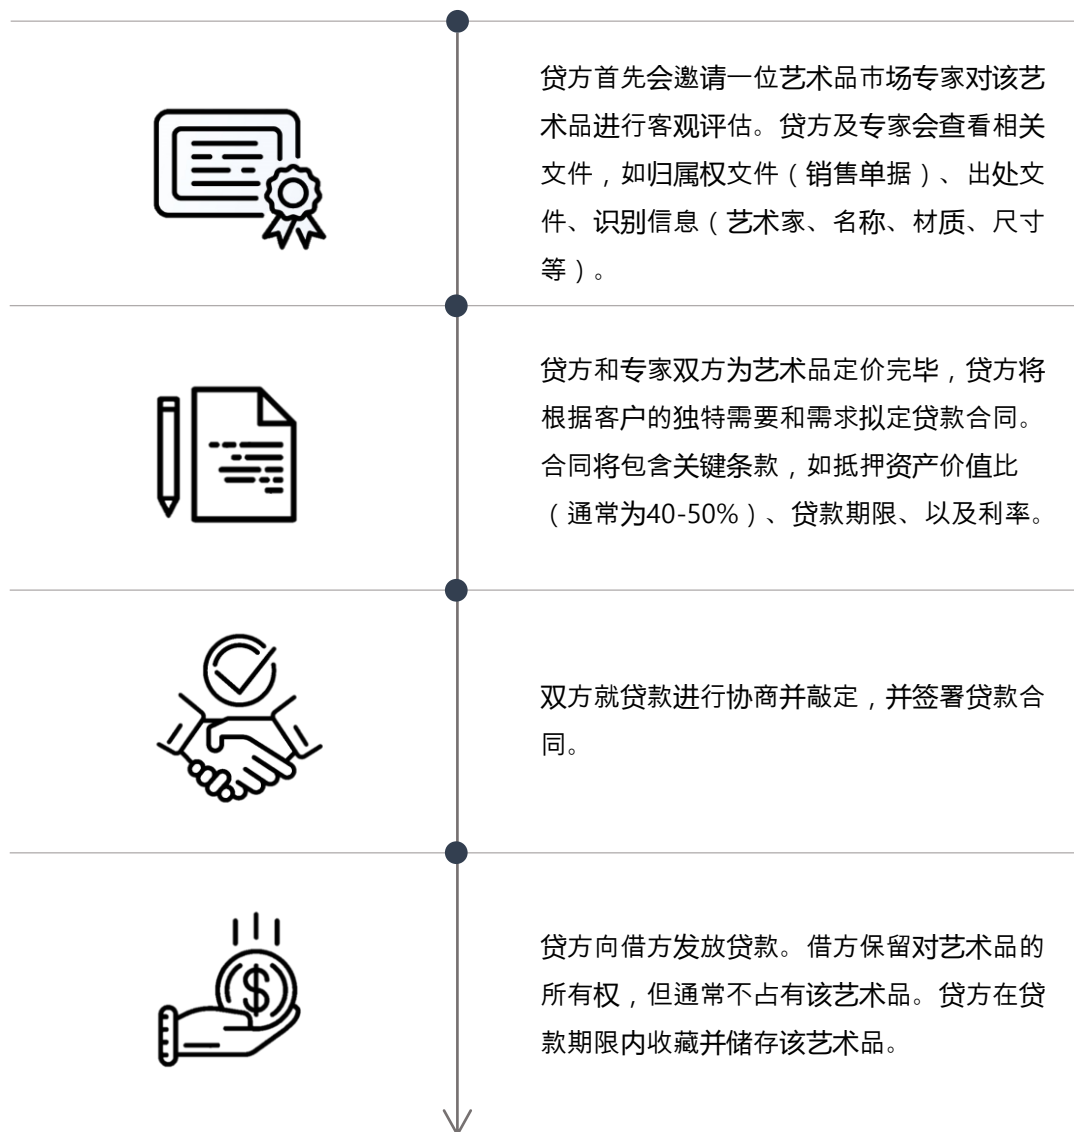 贷方首先会邀请一位艺术品市场专家对该艺
术品进行客观评估。贷方及专家会查看相关
文件，如归属权文件（销售单据）、出处文
件、识别信息（艺术家、名称、材质、尺寸
等）。
贷方和专家双方为艺术品定价完毕，贷方将
根据客户的独特需要和需求拟定贷款合同。
合同将包含关键条款，如抵押资产价值比
（通常为40-50%）、贷款期限、以及利率。
双方就贷款进行协商并敲定，并签署贷款合
同。
贷方向借方发放贷款。借方保留对艺术品的
所有权，但通常不占有该艺术品。贷方在贷
款期限内收藏并储存该艺术品。